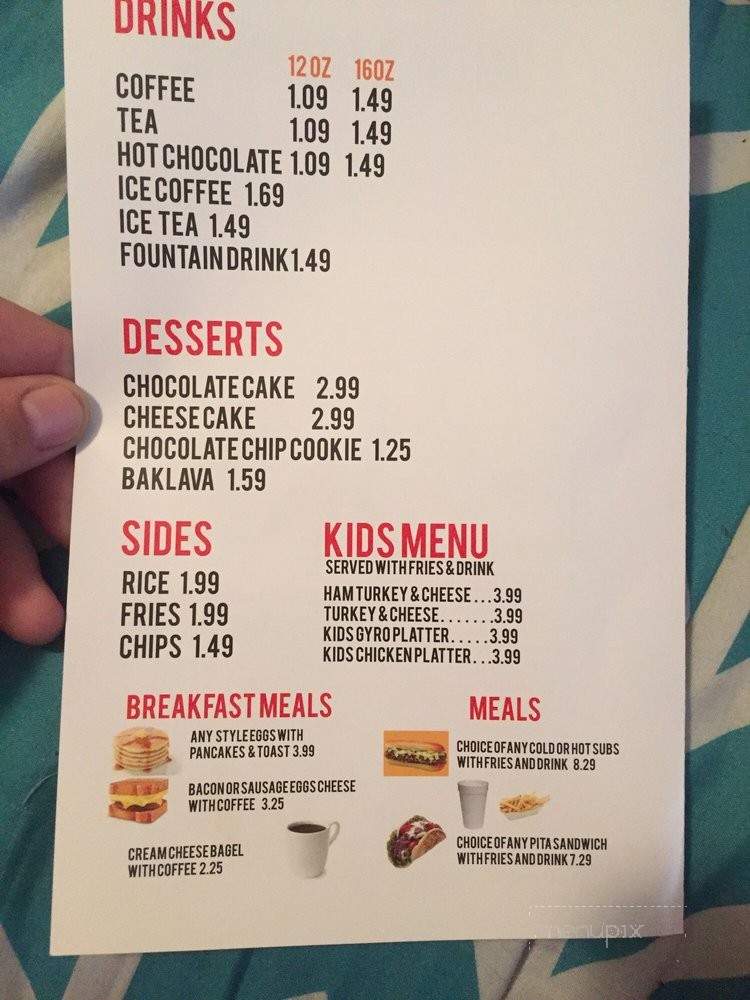 DRINKS
12 OZ 16OZ
COFFEE 1.09 1.49
TEA 1.09 1.49
HOT CHOCOLATE 1.09 1.49
ICE COFFEE 1.69
ICE TEA 1.49
FOUNTAIN DRINK 1.49
DESSERTS
CHOCOLATE CAKE 2.99
CHEESE CAKE 2.99
CHOCOLATE CHIP COOKIE 1.25
BAKLAVA 1.59
SIDES
RICE 1.99
FRIES 1.99
CHIPS 1.49
KIDS MENU
SERVED WITH FRIES & DRINK
HAM TURKEY & CHEESE...3.99
TURKEY & CHEESE.......3.99
KIDS GYRO PLATTER.....3.99
KIDS CHICKEN PLATTER...3.99
BREAKFAST MEALS
ANY STYLE EGGS WITH
PANCAKES & TOAST 3.99
BACON OR SAUSAGE EGGS CHEESE
WITH COFFEE 3.25
CREAM CHEESE BAGEL
WITH COFFEE 2.25
MEALS
CHOICE OF ANY COLD OR HOT SUBS
WITH FRIES AND DRINK 8.29
CHOICE OF ANY PITA SANDWICH
WITH FRIES AND DRINK 7.29
menupix